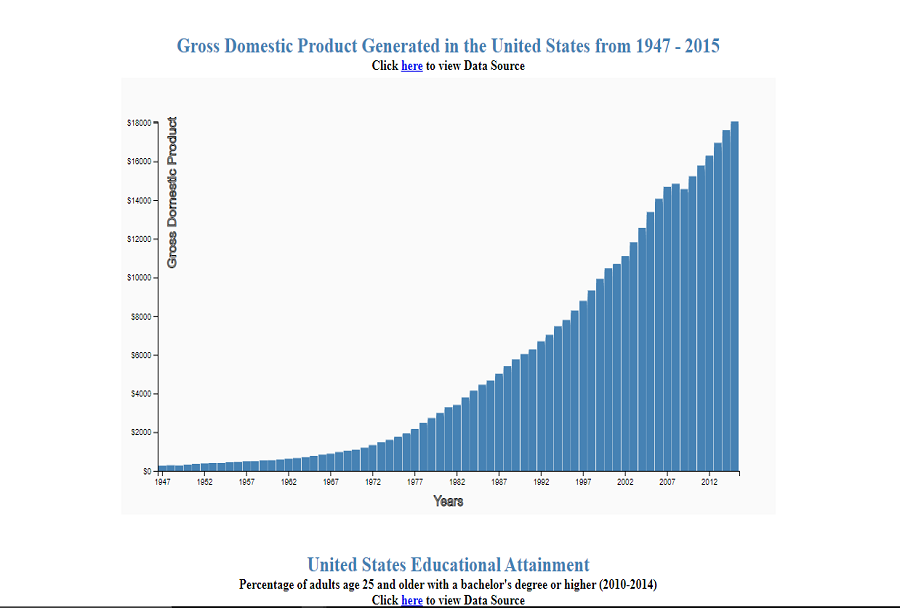 Gross Domestic Product Generated in the United States from 1947 - 2015
Click here to view Data Source
Gross Domestic Product
$18000
$16000
$14000
$12000
$10000
$8000
$6000
$4000
$2000
$0
1947 1952 1957 1962 1967 1972 1977 1982 1987 1992 1997 2002 2007 2012
Years
United States Educational Attainment
Percentage of adults age 25 and older with a bachelor's degree or higher (2010-2014)
Click here to view Data Source